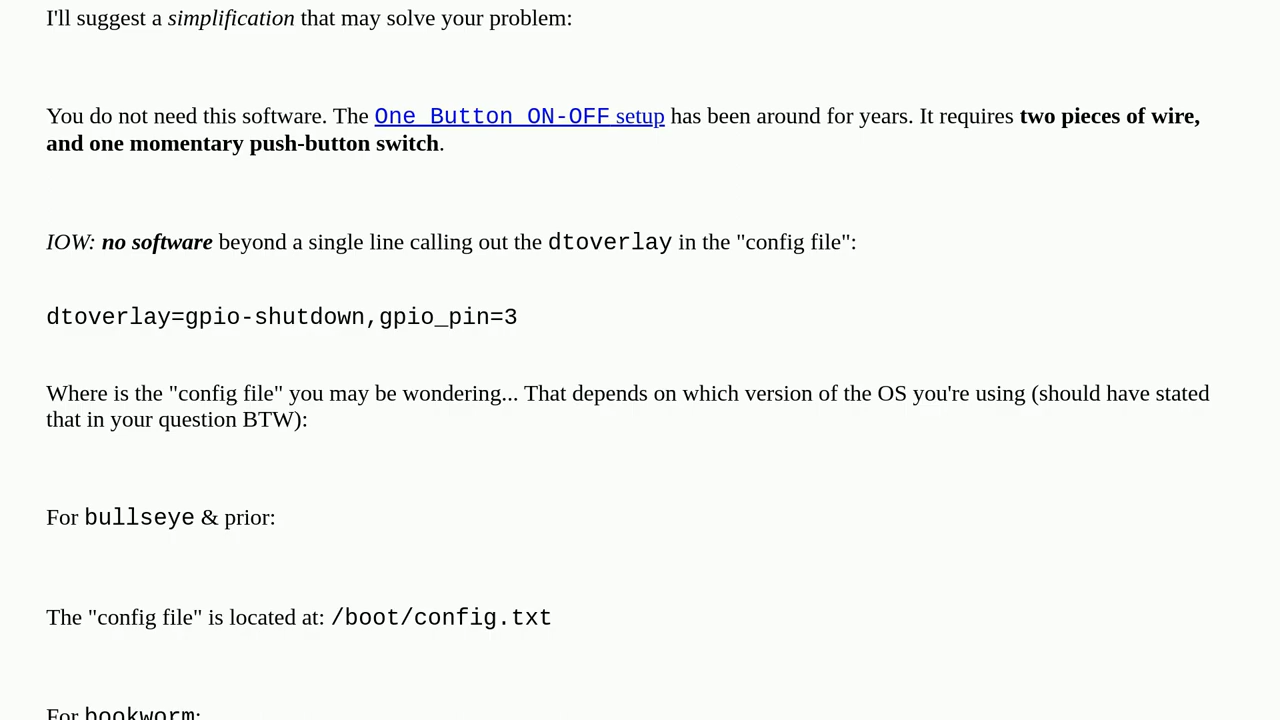 I'll suggest a simplification that may solve your problem:
You do not need this software. The One Button ON-OFF setup has been around for years. It requires two pieces of wire,
and one momentary push-button switch.
IOW: no software beyond a single line calling out the dtoverlay in the "config file":
dtoverlay=gpio-shutdown,gpio_pin=3
Where is the "config file" you may be wondering... That depends on which version of the OS you're using (should have stated
that in your question BTW):
For bullseye & prior:
The "config file" is located at: /boot/config.txt
For bookworm: